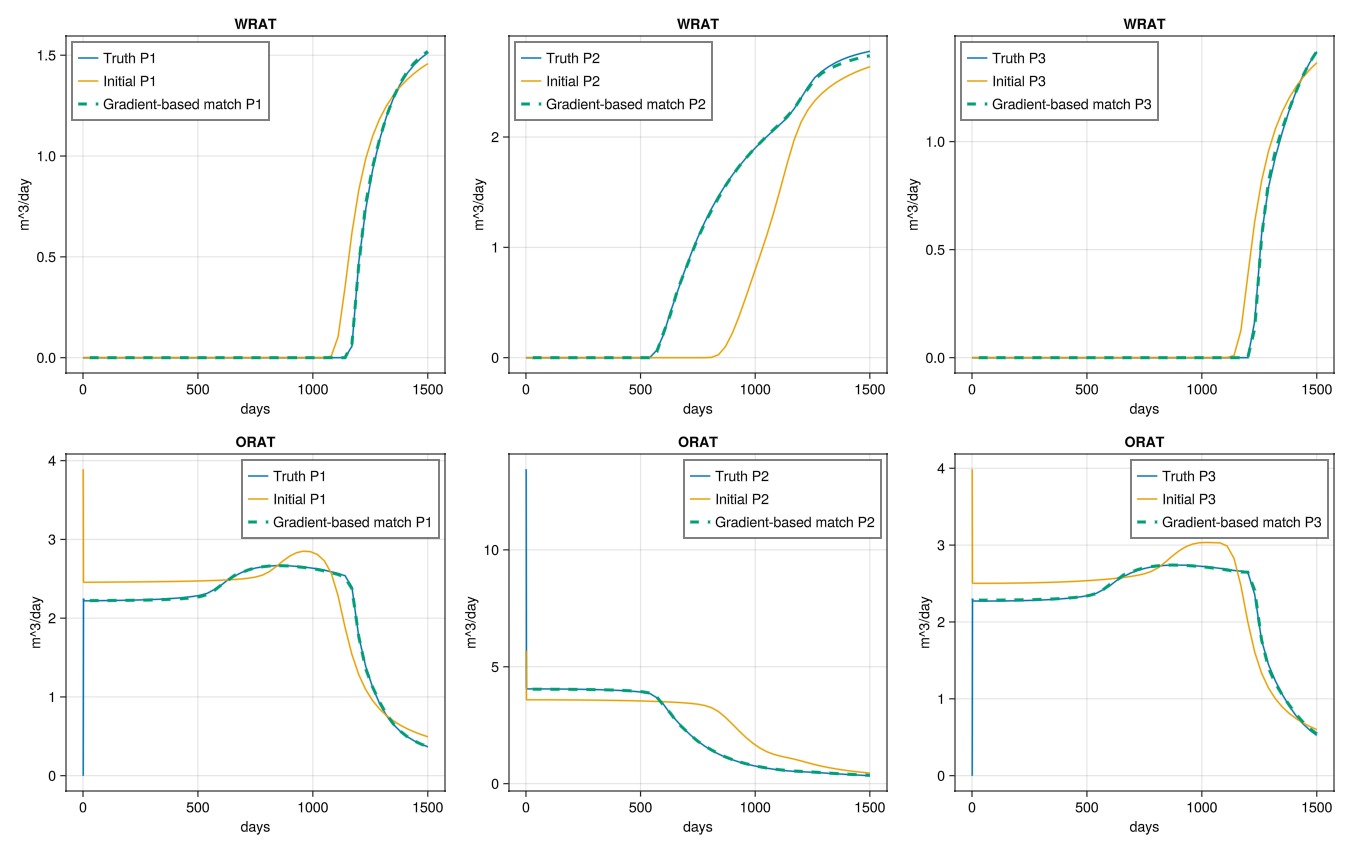 WRAT
Truth P1
Initial P1
Gradient-based match P1
1.5
1.0
0.5
0.0
m^3/day
0 500 1000 1500
days
WRAT
Truth P2
Initial P2
Gradient-based match P2
2
1
0
m^3/day
0 500 1000 1500
days
WRAT
Truth P3
Initial P3
Gradient-based match P3
1.0
0.5
0.0
m^3/day
0 500 1000 1500
days
ORAT
Truth P1
Initial P1
Gradient-based match P1
4
3
2
1
0
m^3/day
0 500 1000 1500
days
ORAT
Truth P2
Initial P2
Gradient-based match P2
10
5
0
m^3/day
0 500 1000 1500
days
ORAT
Truth P3
Initial P3
Gradient-based match P3
4
3
2
1
0
m^3/day
0 500 1000 1500
days